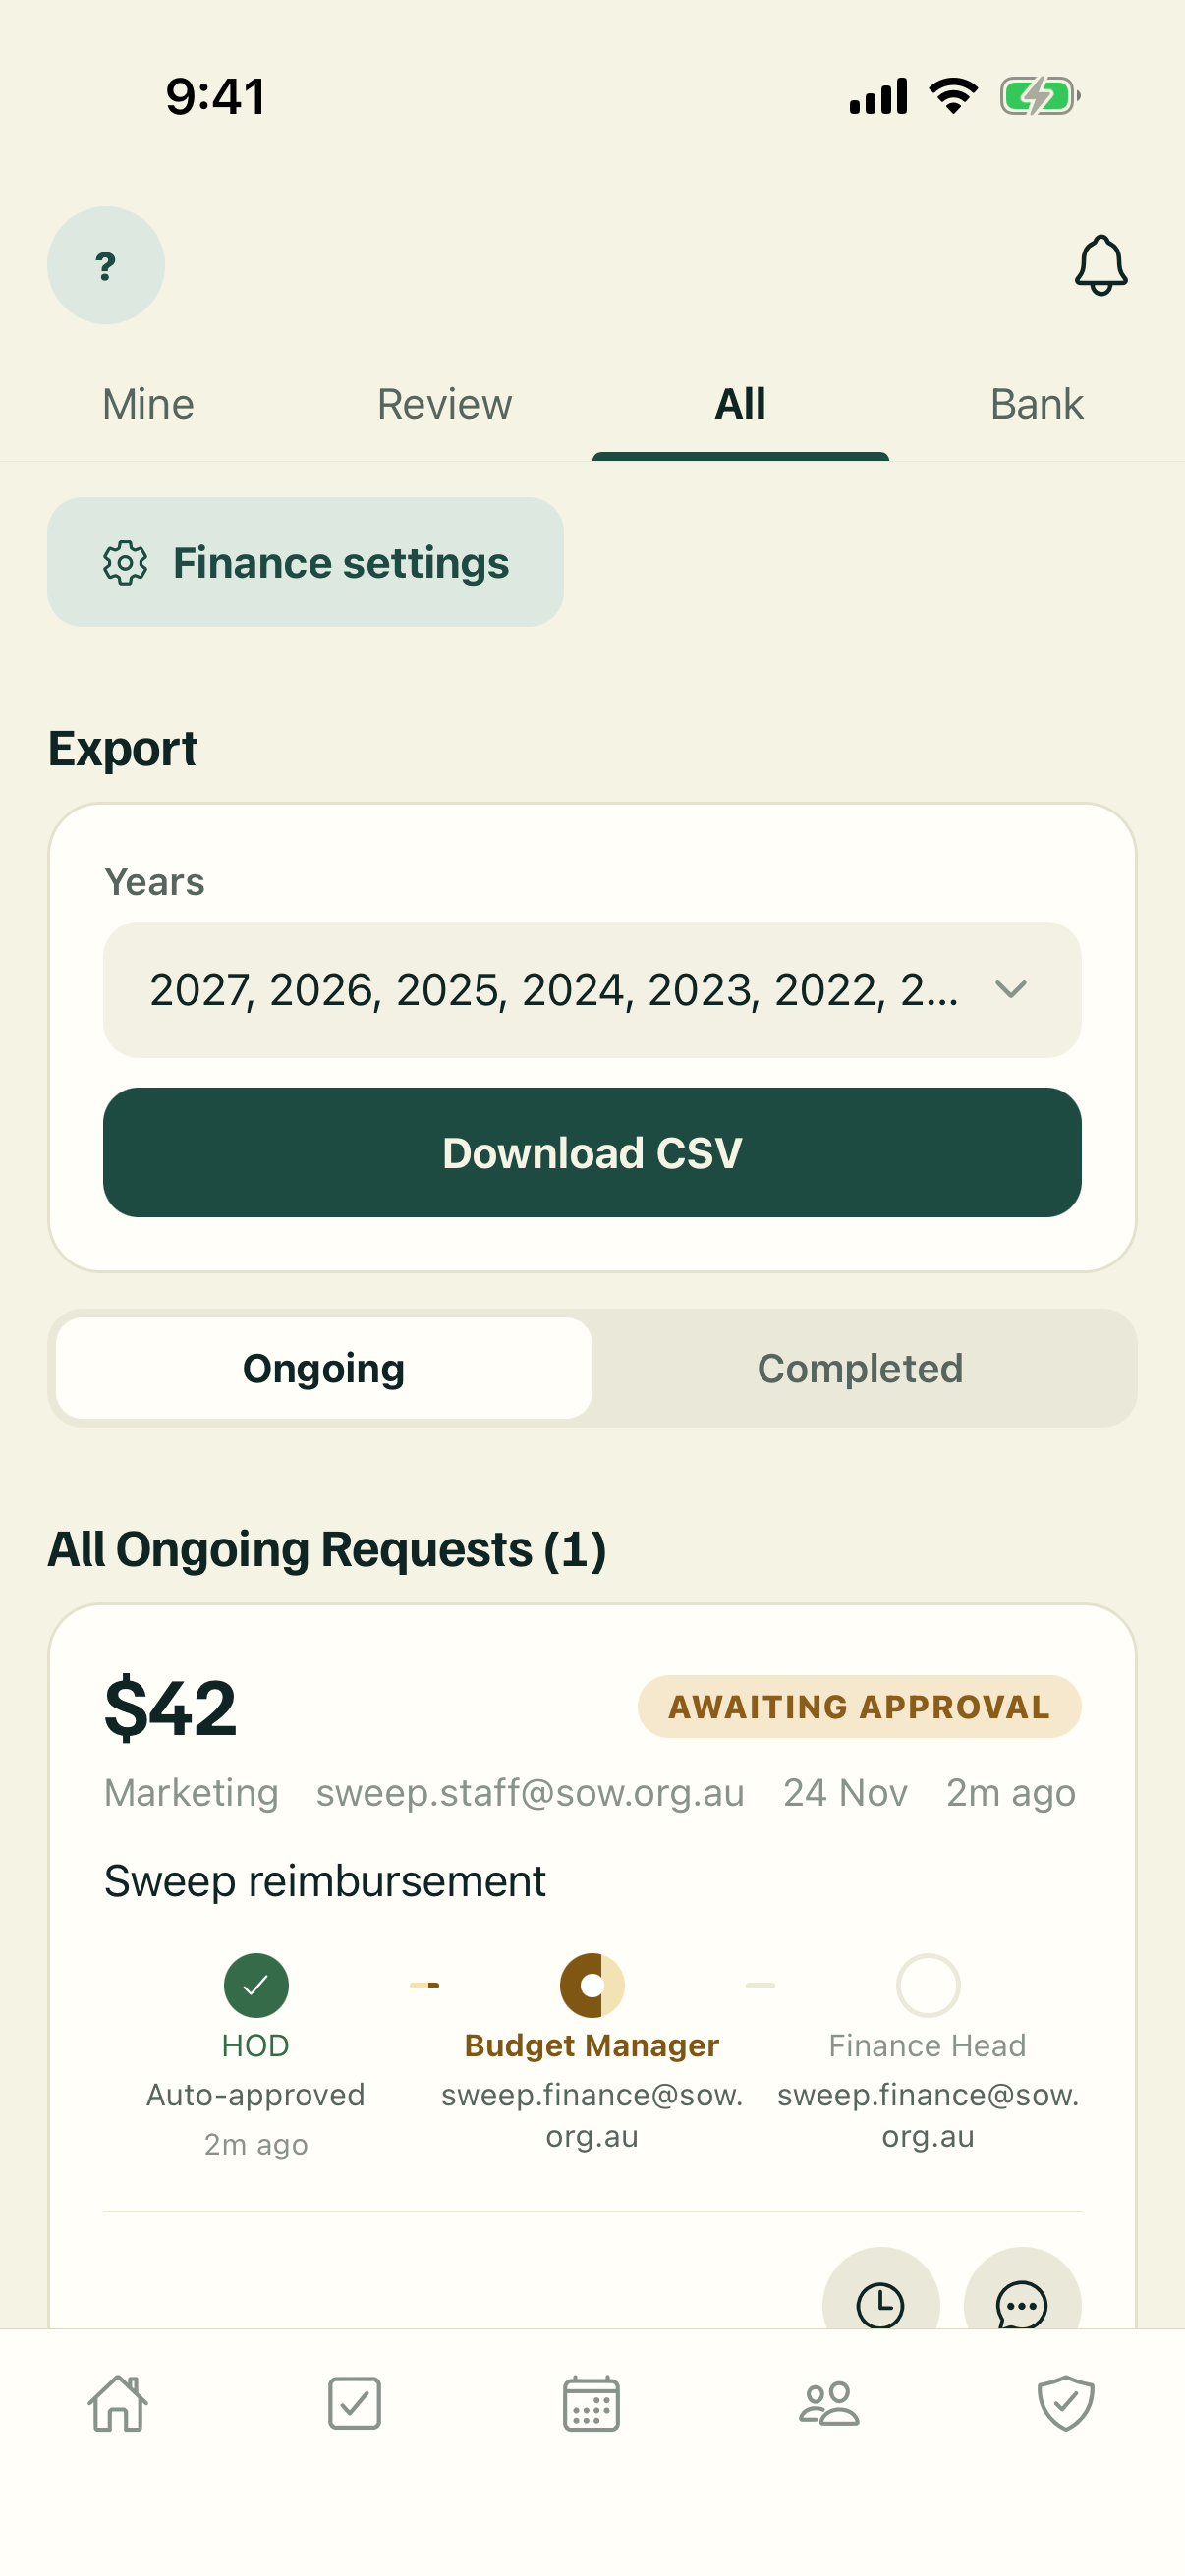 9:41
?
Mine Review All Bank
Finance settings
Export
Years
2027, 2026, 2025, 2024, 2023, 2022, 2...
Download CSV
Ongoing Completed
All Ongoing Requests (1)
$42 AWAITING APPROVAL
Marketing sweep.staff@sow.org.au 24 Nov 2m ago
Sweep reimbursement
HOD Budget Manager Finance Head
Auto-approved sweep.finance@sow. sweep.finance@sow.
2m ago org.au org.au